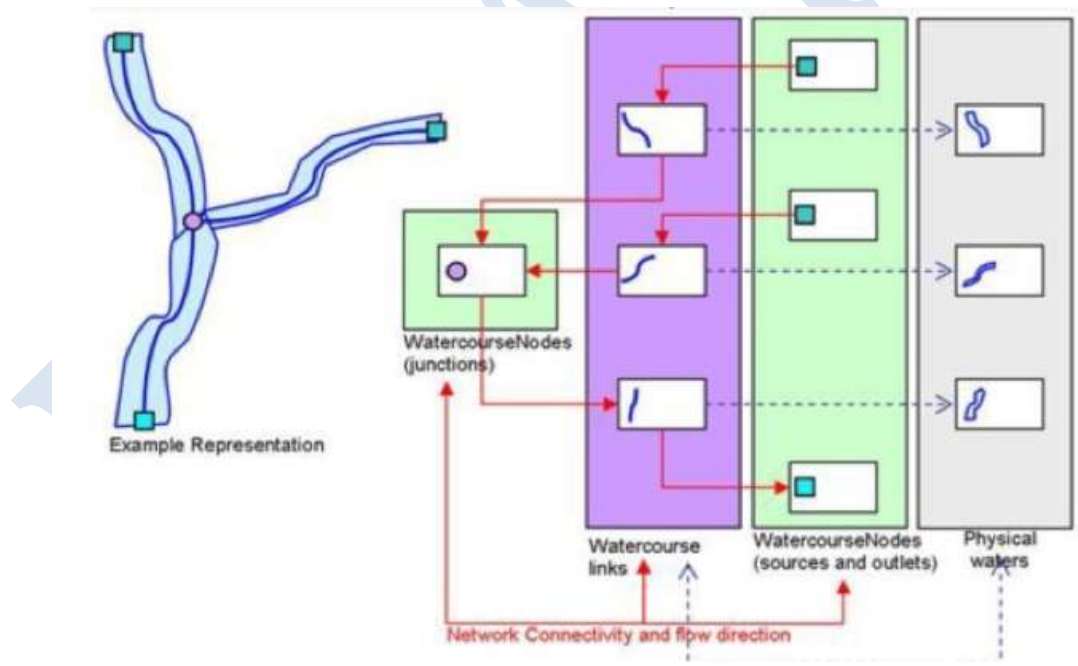 WatercourseNodes
(junctions)
Example Representation
Watercourse
links
WatercourseNodes
(sources and outlets)
Physical
waters
Network Connectivity and flow direction